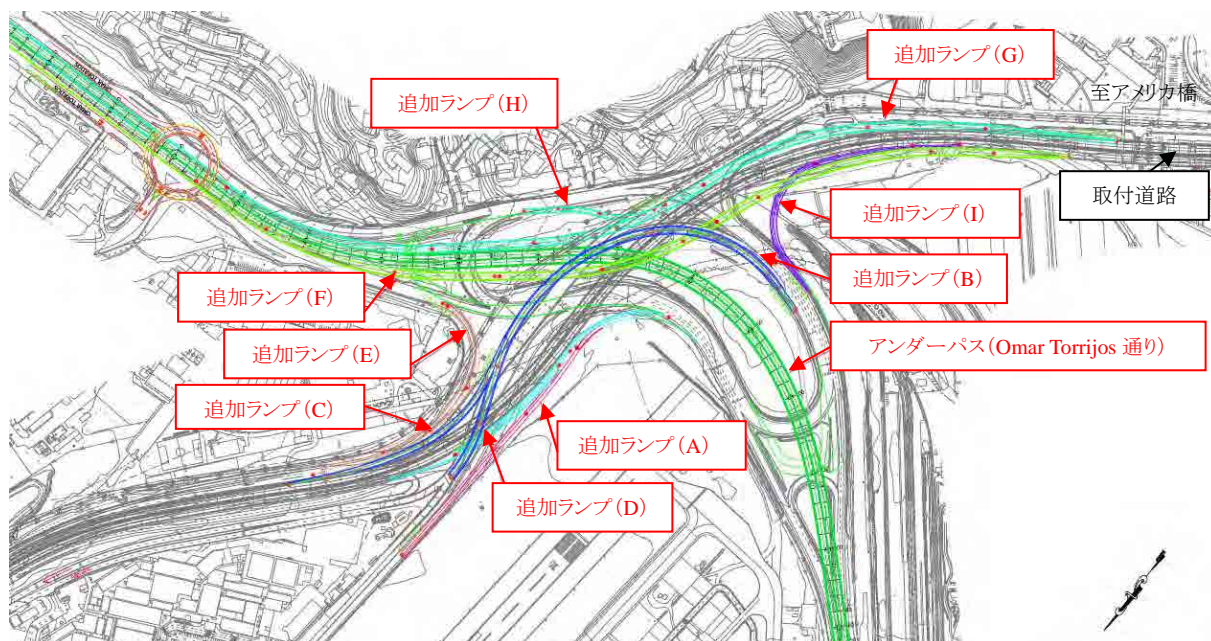 追加ランプ（G）
追加ランプ（H）
至アメリカ橋
取付道路
追加ランプ（I）
追加ランプ（B）
追加ランプ（F）
追加ランプ（E）
アンダーパス（Omar Torrijos 通り）
追加ランプ（C）
追加ランプ（A）
追加ランプ（D）